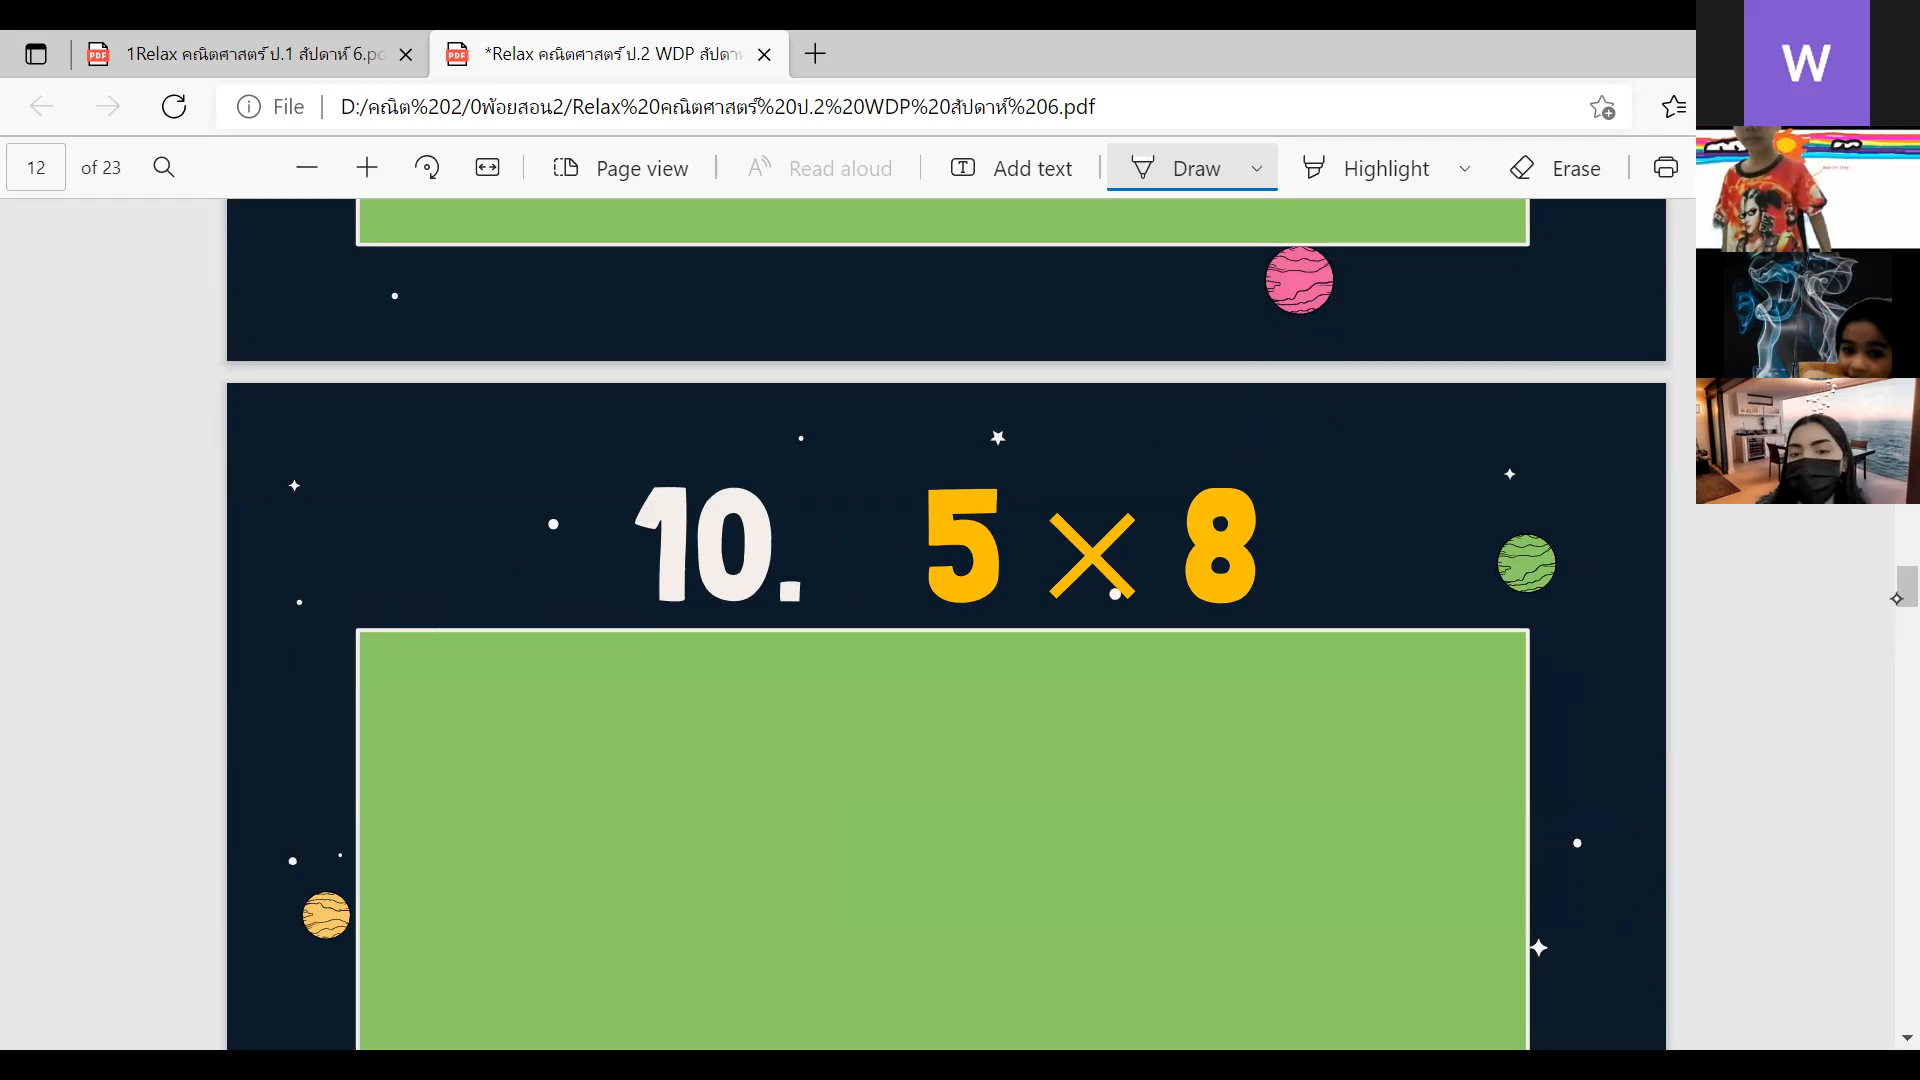 1Relax คณิตศาสตร์ ป.1 สัปดาห์ 6.pd
*Relax คณิตศาสตร์ ป.2 WDP สัปดา
File
D:/คณิต%202/0พ้อยสอน2/Relax%20คณิตศาสตร์%20ป.2%20WDP%20สัปดาห์%206.pdf
12 of 23
Page view
Read aloud
Add text
Draw
Highlight
Erase
W
10. 5 × 8